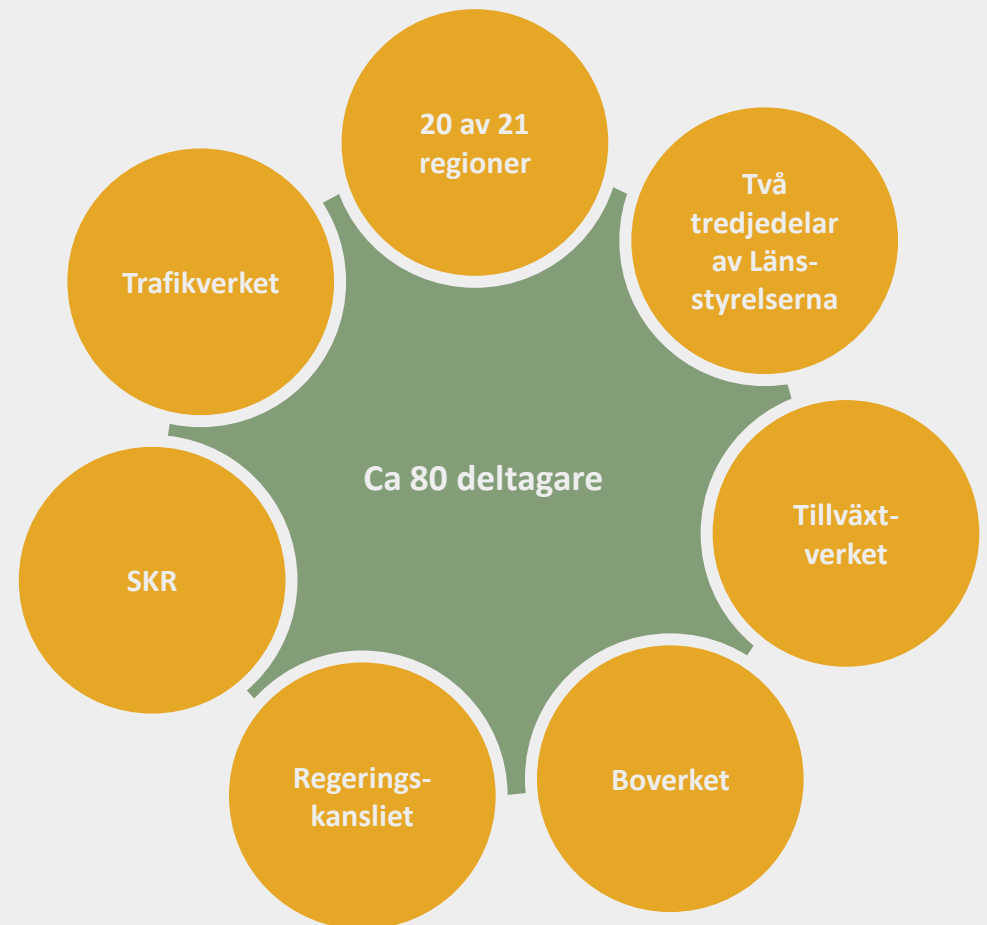 20 av 21
regioner
Två
tredjedelar
av Läns-
styrelserna
Trafikverket
Ca 80 deltagare
Tillväxt-
verket
SKR
Regerings-
kansliet
Boverket